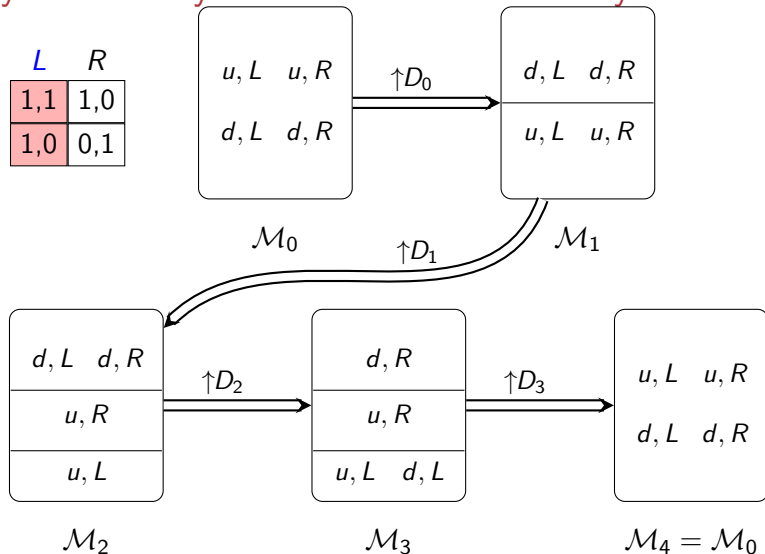 L R
1,1 1,0
1,0 0,1
u, L u, R
d, L d, R
M₀
↑D₀
d, L d, R
u, L u, R
M₁
↑D₁
d, L d, R
u, R
u, L
M₂
↑D₂
d, R
u, R
u, L d, L
M₃
↑D₃
u, L u, R
d, L d, R
M₄ = M₀